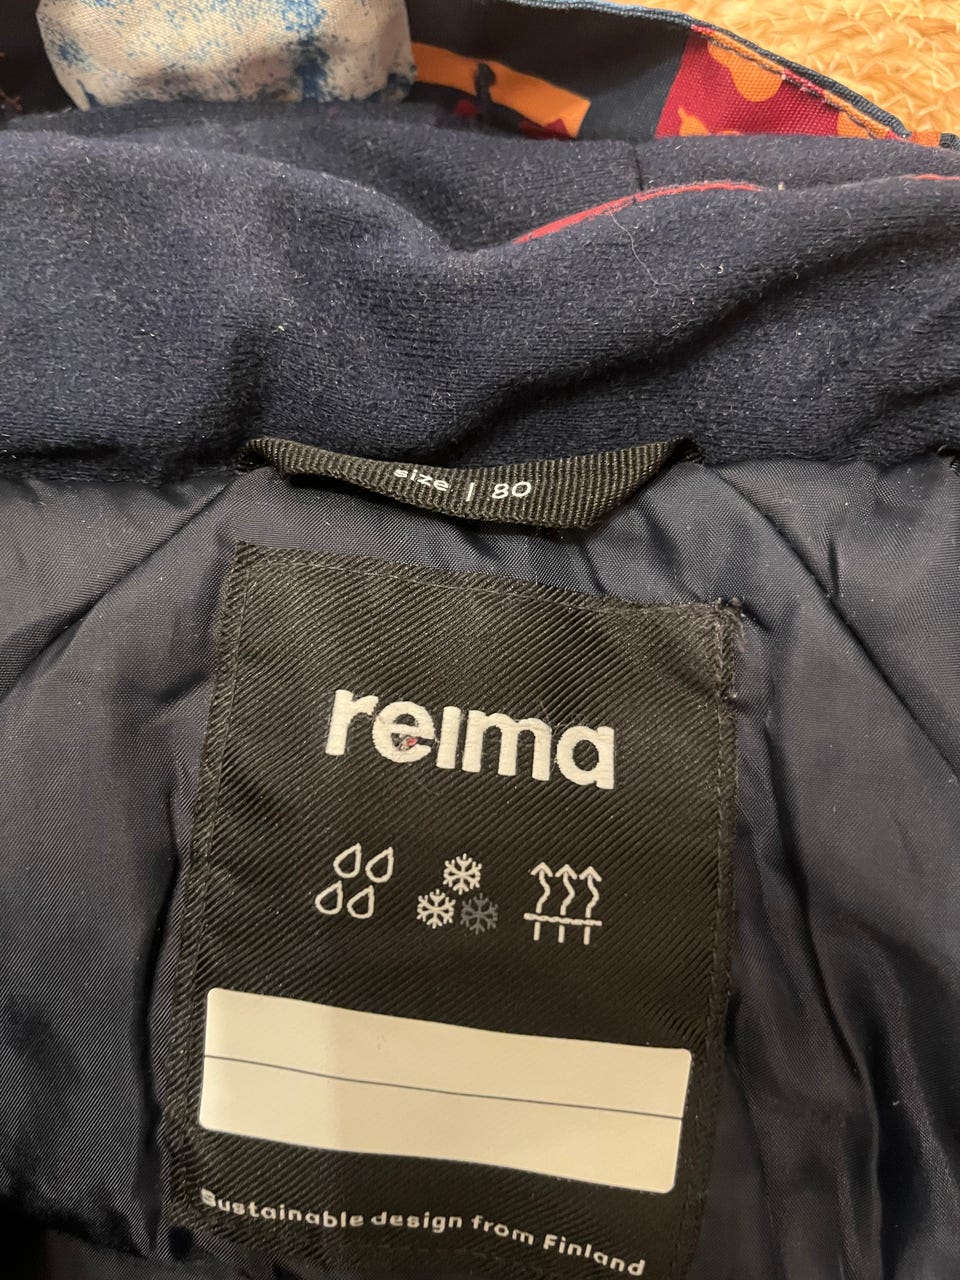 size | 80
reima
Sustainable design from Finland